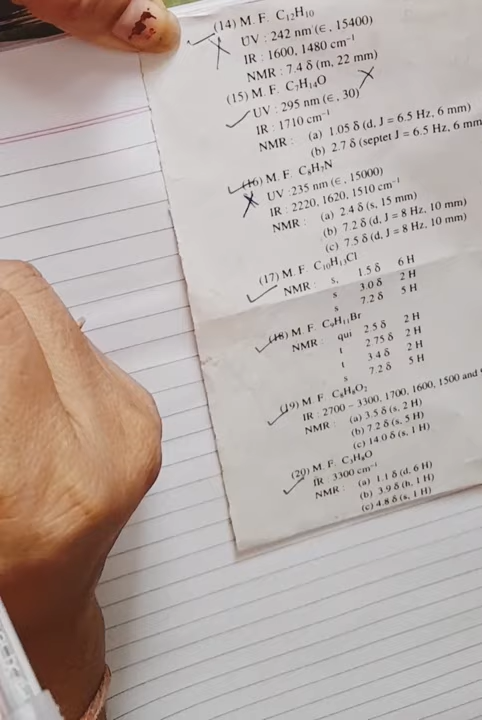 (14) M. F. C₁₂H₁₀
UV : 242 nm (ϵ, 15400)
IR : 1600, 1480 cm⁻¹
NMR : 7.4 δ (m, 22 mm)
(15) M. F. C₇H₁₄O
UV : 295 nm (ϵ, 30)
IR : 1710 cm⁻¹
NMR : (a) 1.05 δ (d, J = 6.5 Hz, 6 mm)
(b) 2.7 δ (septet J = 6.5 Hz, 6 mm
(16) M. F. C₈H₇N
UV :235 nm (ϵ, 15000)
IR : 2220, 1620, 1510 cm⁻¹
NMR : (a) 2.4 δ (s, 15 mm)
(b) 7.2 δ (d, J = 8 Hz, 10 mm)
(c) 7.5 δ (d, J = 8 Hz, 10 mm)
(17) M. F. C₁₀H₁₃Cl
NMR : s, 1.5 δ 6 H
s 3.0 δ 2 H
s 7.2 δ 5 H
(18) M. F. C₉H₁₁Br
NMR : qui 2.5 δ 2 H
t 2.75 δ 2 H
t 3.4 δ 2 H
s 7.2 δ 5 H
(19) M. F C₈H₈O₂
IR : 2700 – 3300, 1700, 1600, 1500 and
NMR : (a) 3.5 δ (s, 2 H)
(b) 7.2 δ (s, 5 H)
(c) 14.0 δ (s, 1 H)
(20) M. F. C₃H₈O
IR : 3300 cm⁻¹
NMR : (a) 1.1 δ (d, 6 H)
(b) 3.9 δ (h, 1 H)
(c) 4.8 δ (s, 1 H)